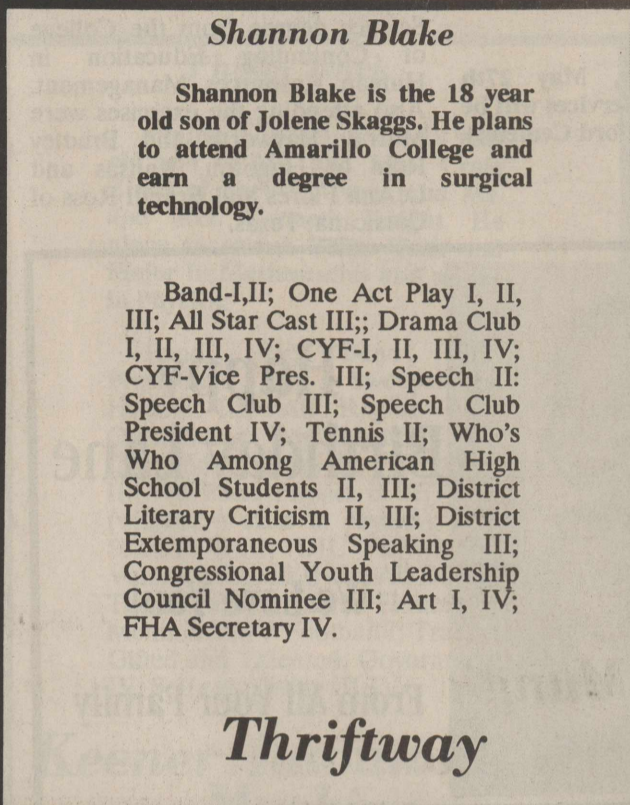 Shannon Blake
Shannon Blake is the 18 year
old son of Jolene Skaggs. He plans
to attend Amarillo College and
earn a degree in surgical
technology.
Band-I,II; One Act Play I, II,
III; All Star Cast III;; Drama Club
I, II, III, IV; CYF-I, II, III, IV;
CYF-Vice Pres. III; Speech II:
Speech Club III; Speech Club
President IV; Tennis II; Who's
Who Among American High
School Students II, III; District
Literary Criticism II, III; District
Extemporaneous Speaking III;
Congressional Youth Leadership
Council Nominee III; Art I, IV;
FHA Secretary IV.
Thriftway